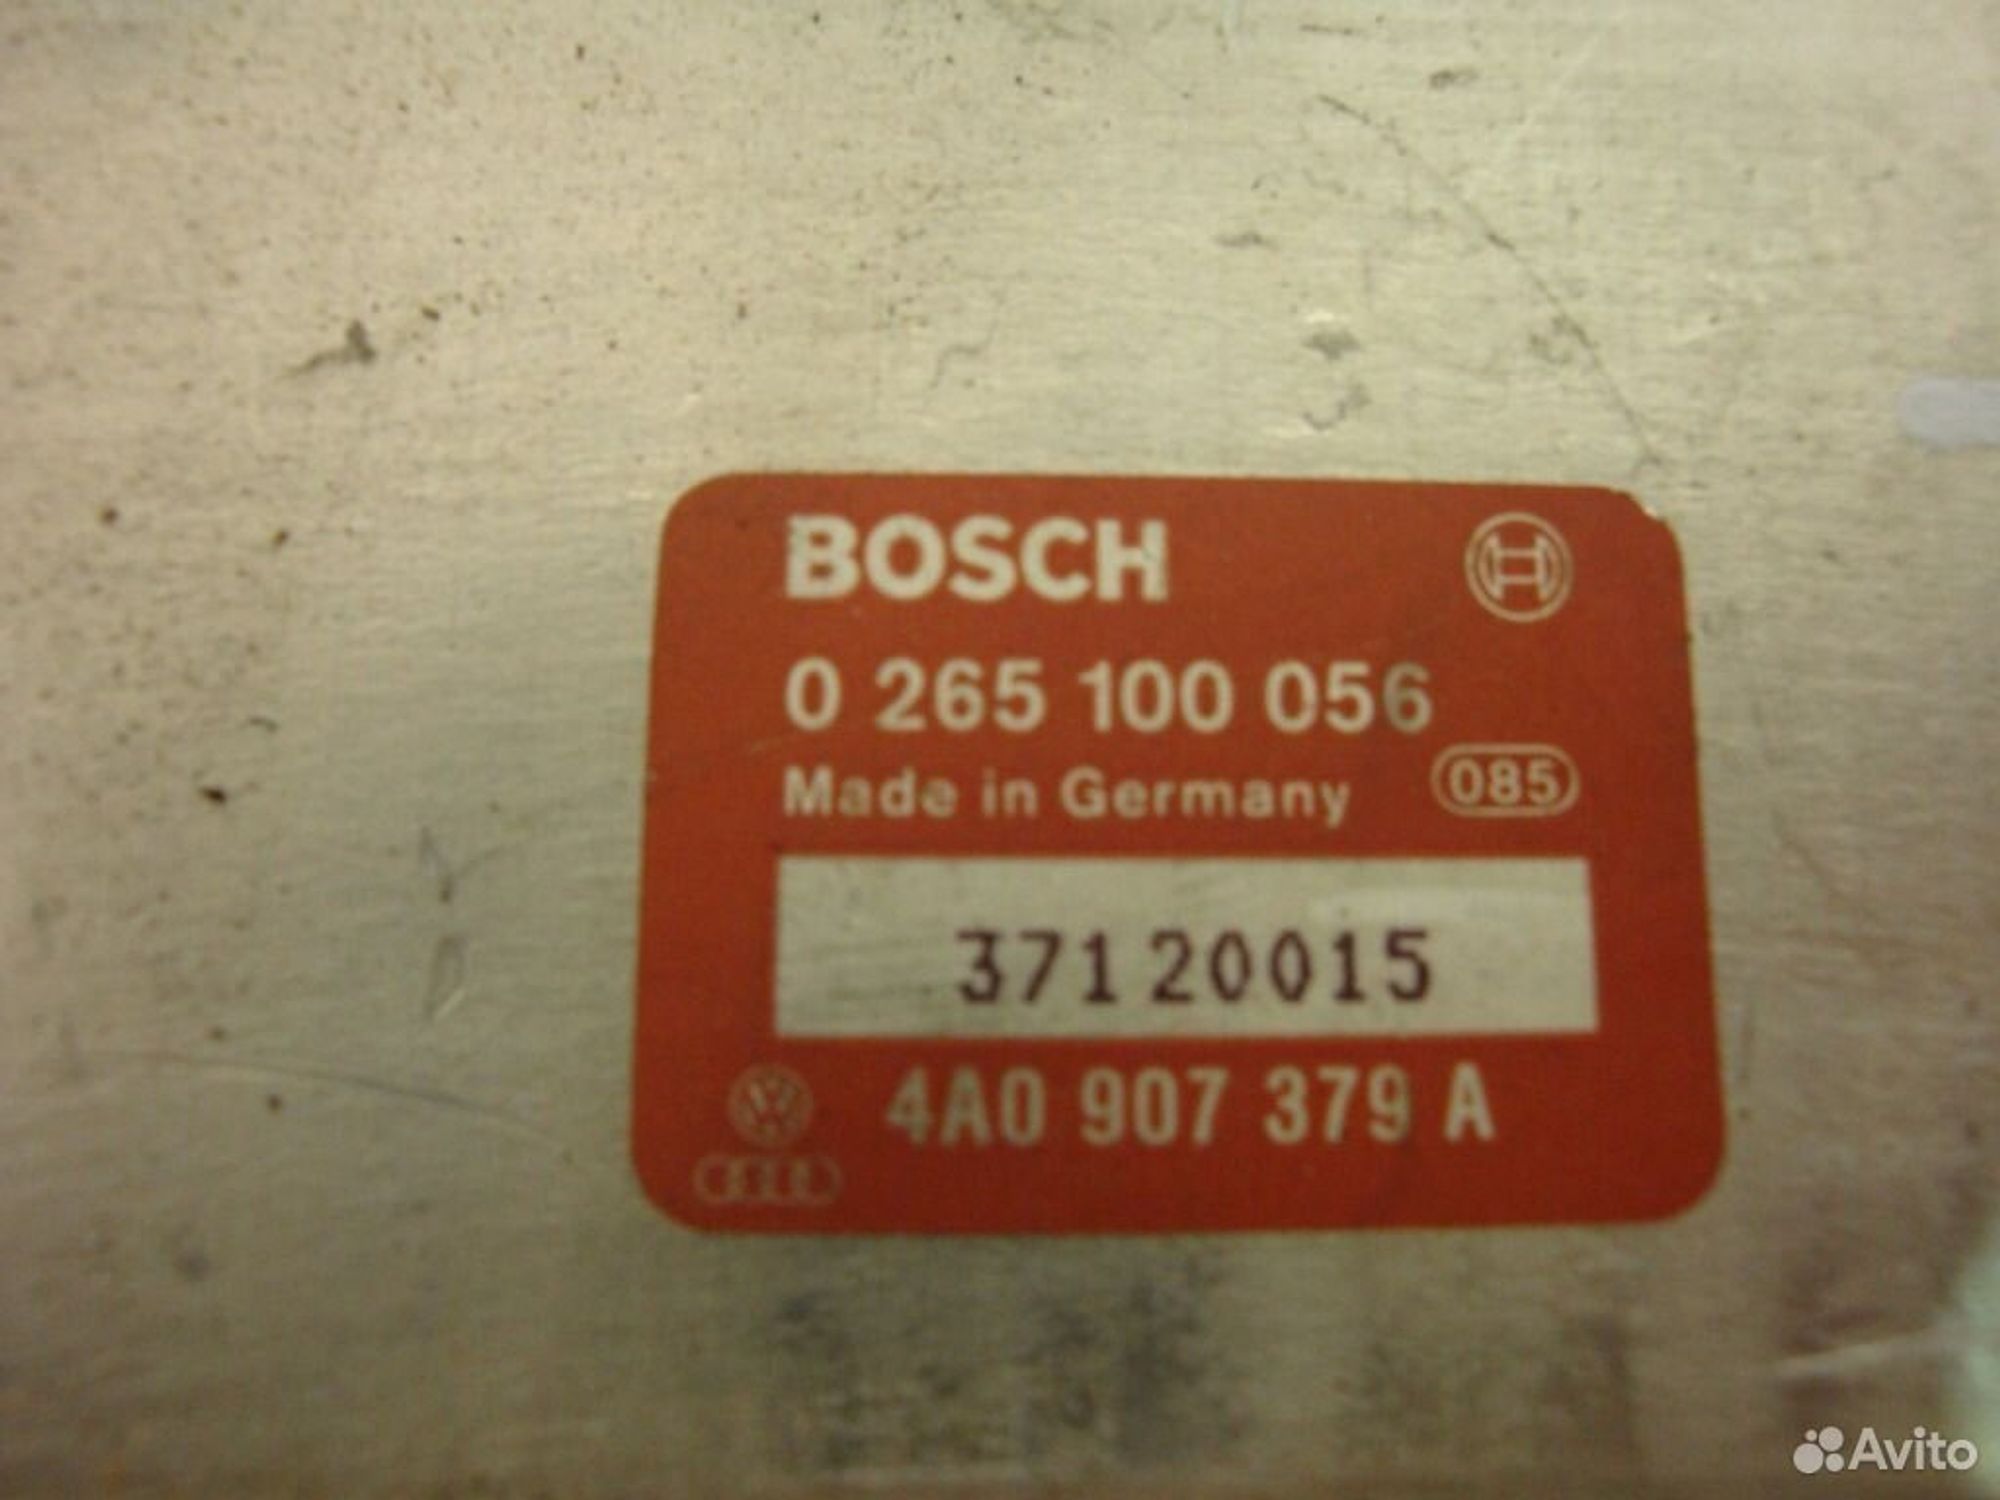 BOSCH
0 265 100 056
Made in Germany 085
37120015
4A0 907 379 A
Avito